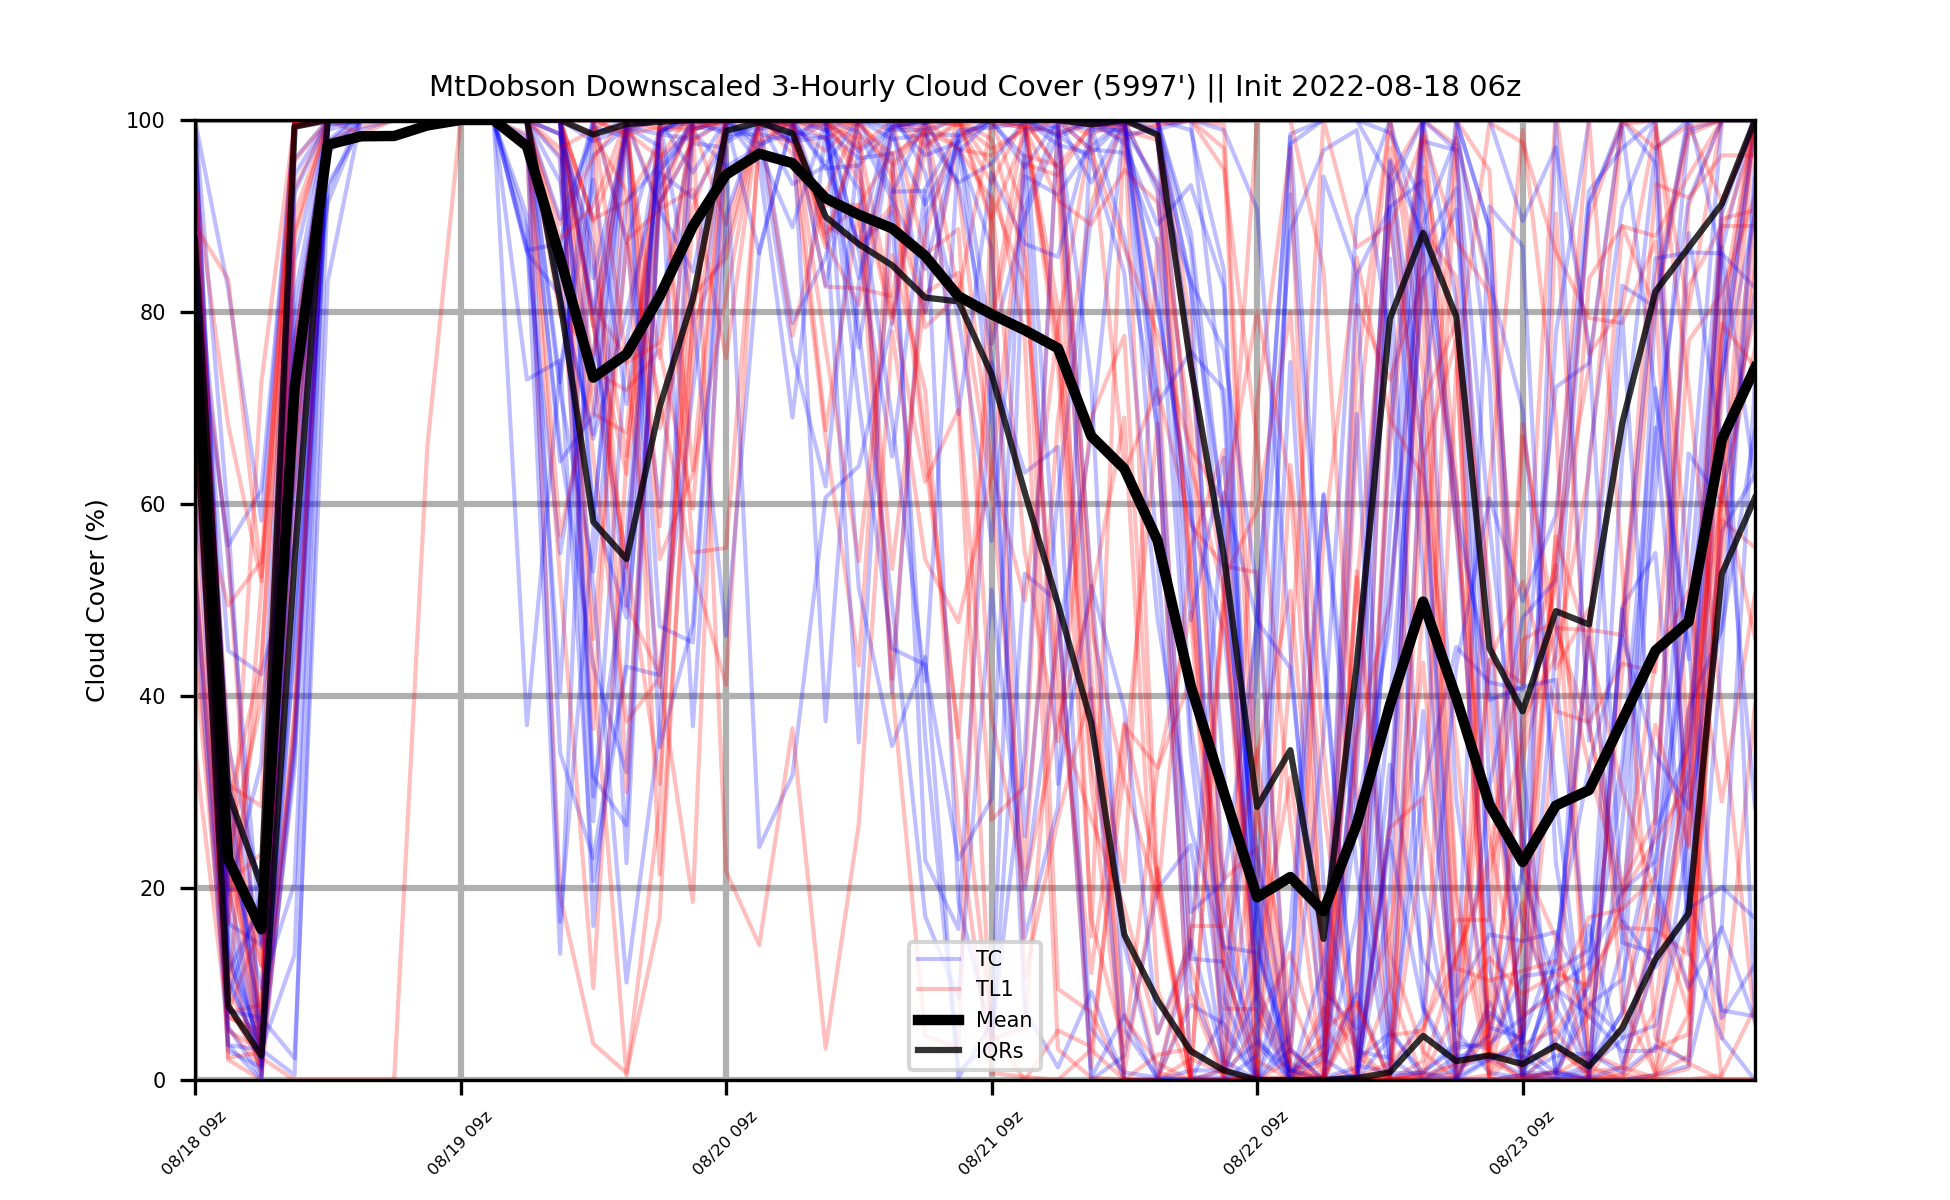 MtDobson Downscaled 3-Hourly Cloud Cover (5997') || Init 2022-08-18 06z
Cloud Cover (%)
100
80
60
40
20
0
TC
TL1
Mean
IQRs
08/18 09z
08/19 09z
08/20 09z
08/21 09z
08/22 09z
08/23 09z